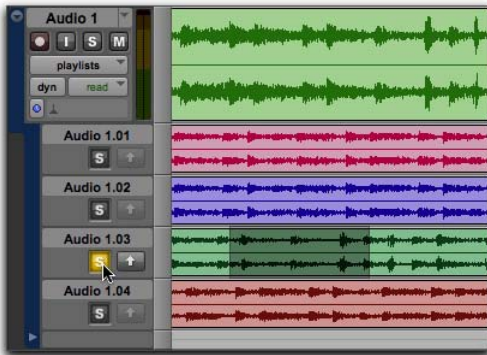 Audio 1
I S M
playlists
dyn read
Audio 1.01
S
Audio 1.02
S
Audio 1.03
S
Audio 1.04
S